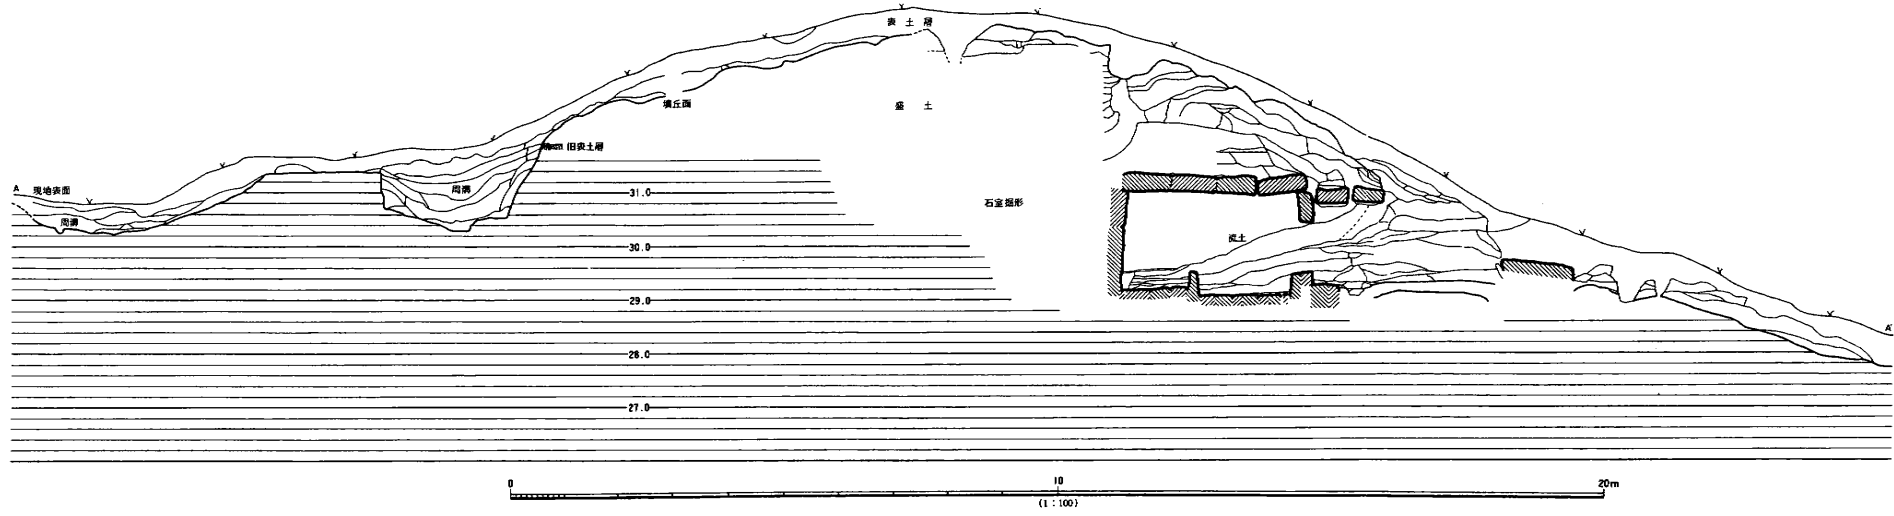 表土層
墳丘面
盛土
旧表土層
A 現地表面
周溝
周溝
31.0
石室掘形
30.0
流土
29.0
28.0
27.0
A'
0 10 20m
(1:100)